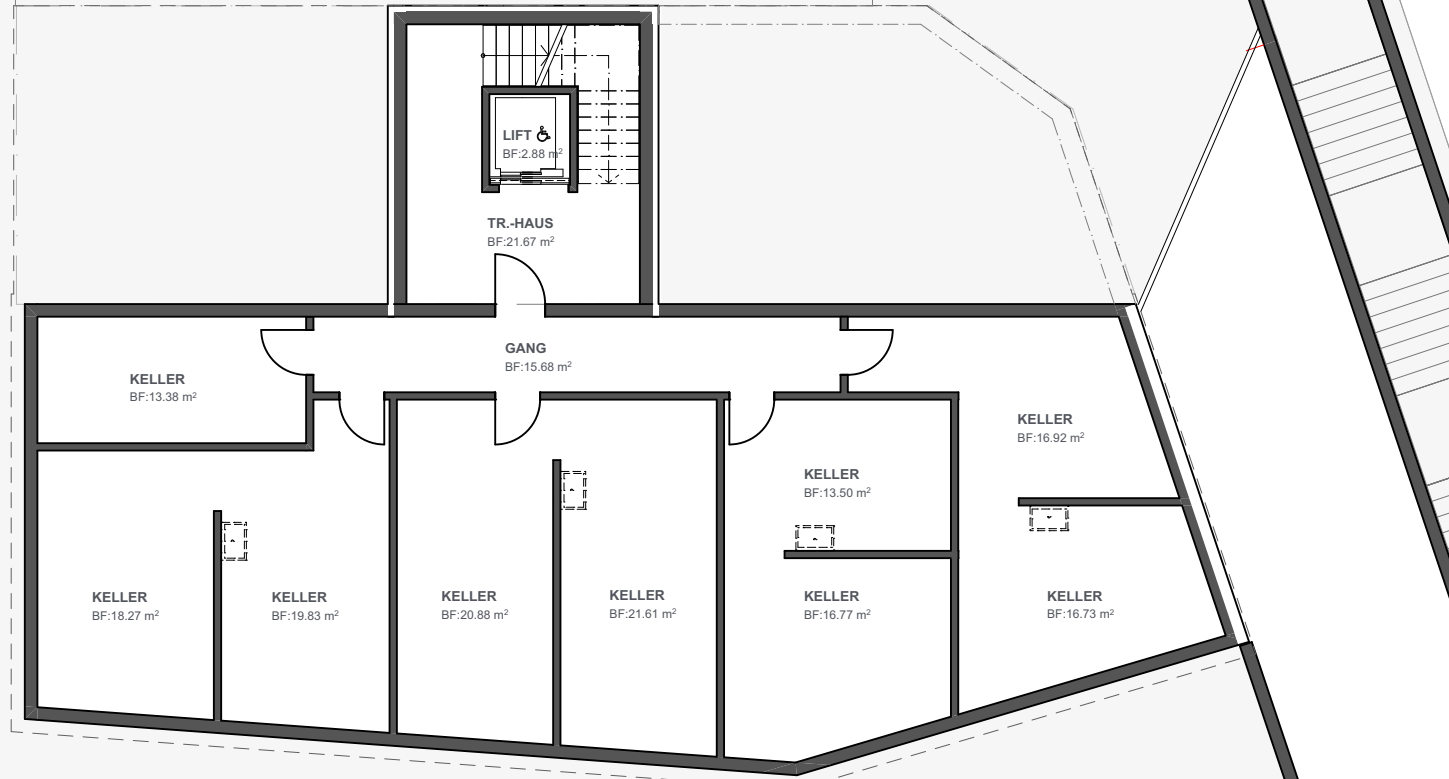 LIFT
BF:2.88 m²
TR.-HAUS
BF:21.67 m²
GANG
BF:15.68 m²
KELLER
BF:13.38 m²
KELLER
BF:16.92 m²
KELLER
BF:13.50 m²
KELLER
BF:18.27 m²
KELLER
BF:19.83 m²
KELLER
BF:20.88 m²
KELLER
BF:21.61 m²
KELLER
BF:16.77 m²
KELLER
BF:16.73 m²